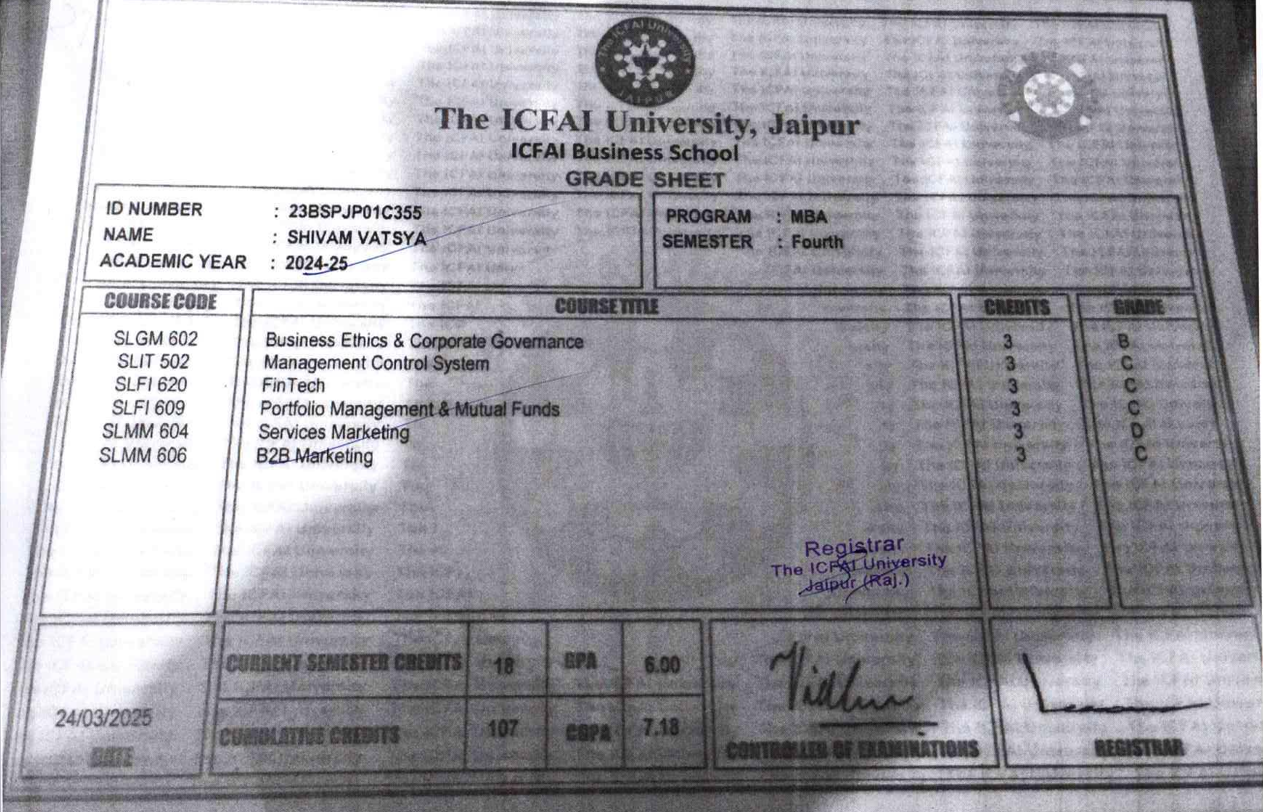 The ICFAI University
JAIPUR
The ICFAI University, Jaipur
ICFAI Business School
GRADE SHEET
ID NUMBER : 23BSPJP01C355
NAME : SHIVAM VATSYA
ACADEMIC YEAR : 2024-25
PROGRAM : MBA
SEMESTER : Fourth
COURSE CODE COURSE TITLE CREDITS GRADE
SLGM 602 Business Ethics & Corporate Governance 3 B
SLIT 502 Management Control System 3 C
SLFI 620 FinTech 3 C
SLFI 609 Portfolio Management & Mutual Funds 3 C
SLMM 604 Services Marketing 3 D
SLMM 606 B2B Marketing 3 C
Registrar
The ICFAI University
Jaipur (Raj.)
CURRENT SEMESTER CREDITS 18 GPA 6.00
CUMULATIVE CREDITS 107 CGPA 7.18
24/03/2025
DATE
CONTROLLER OF EXAMINATIONS
REGISTRAR